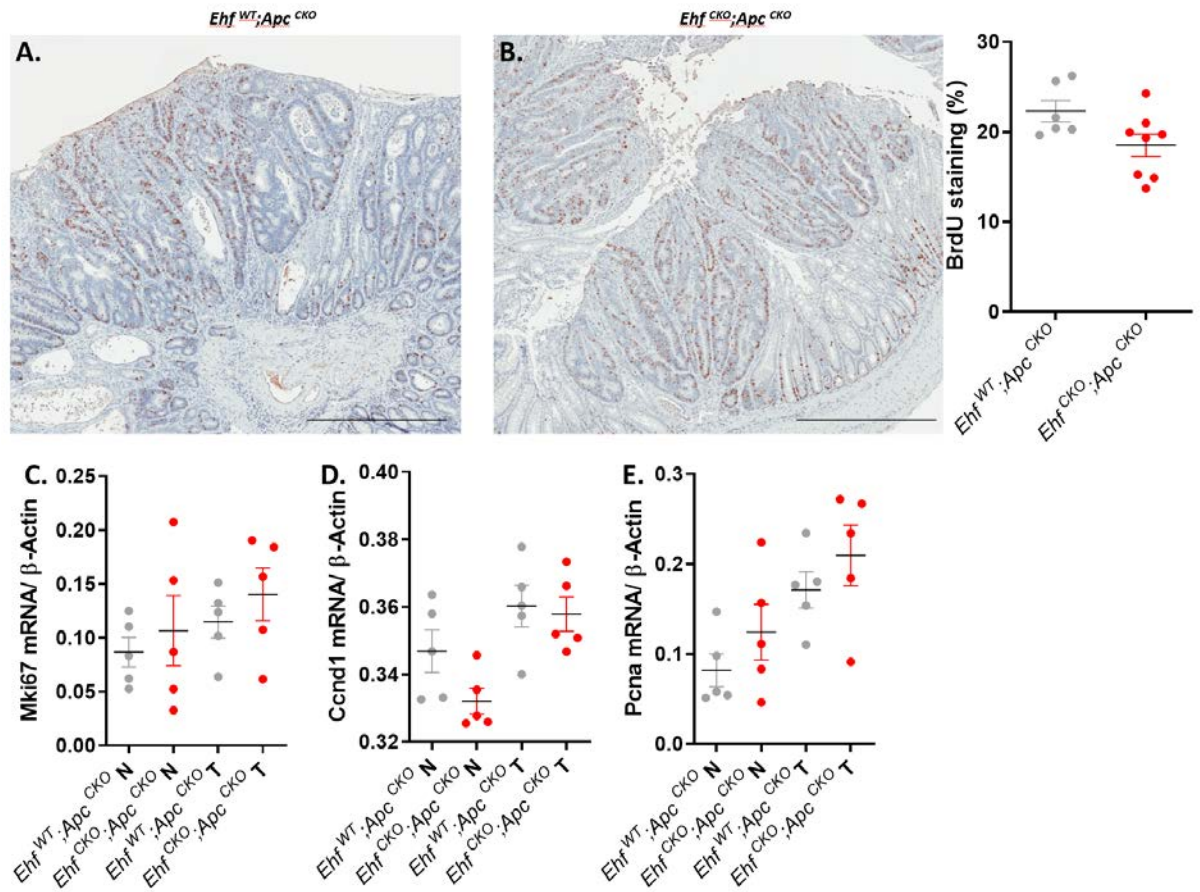 Ehf WT;Apc CKO
Ehf CKO;Apc CKO
A.
B.
30
20
10
0
BrdU staining (%)
Ehf WT;Apc CKO
Ehf CKO;Apc CKO
C.
0.25
0.20
0.15
0.10
0.05
0.00
Mki67 mRNA/ β-Actin
Ehf WT;Apc CKO N
Ehf CKO;Apc CKO N
Ehf WT;Apc CKO T
Ehf CKO;Apc CKO T
D.
0.40
0.38
0.36
0.34
0.32
Ccnd1 mRNA/ β-Actin
Ehf WT;Apc CKO N
Ehf CKO;Apc CKO N
Ehf WT;Apc CKO T
Ehf CKO;Apc CKO T
E.
0.3
0.2
0.1
0.0
Pcna mRNA/ β-Actin
Ehf WT;Apc CKO N
Ehf CKO;Apc CKO N
Ehf WT;Apc CKO T
Ehf CKO;Apc CKO T